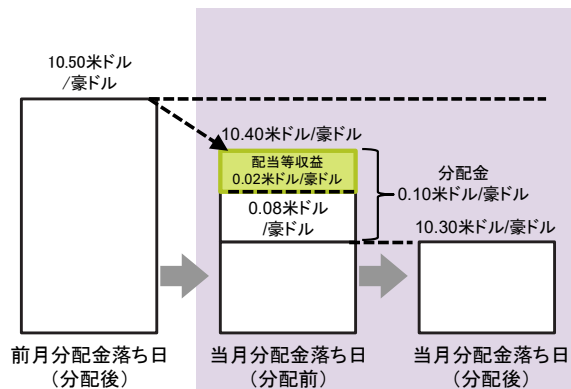 10.50米ドル
/豪ドル
10.40米ドル/豪ドル
配当等収益
0.02米ドル/豪ドル
0.08米ドル
/豪ドル
分配金
0.10米ドル/豪ドル
10.30米ドル/豪ドル
前月分配金落ち日
（分配後）
当月分配金落ち日
（分配前）
当月分配金落ち日
（分配後）